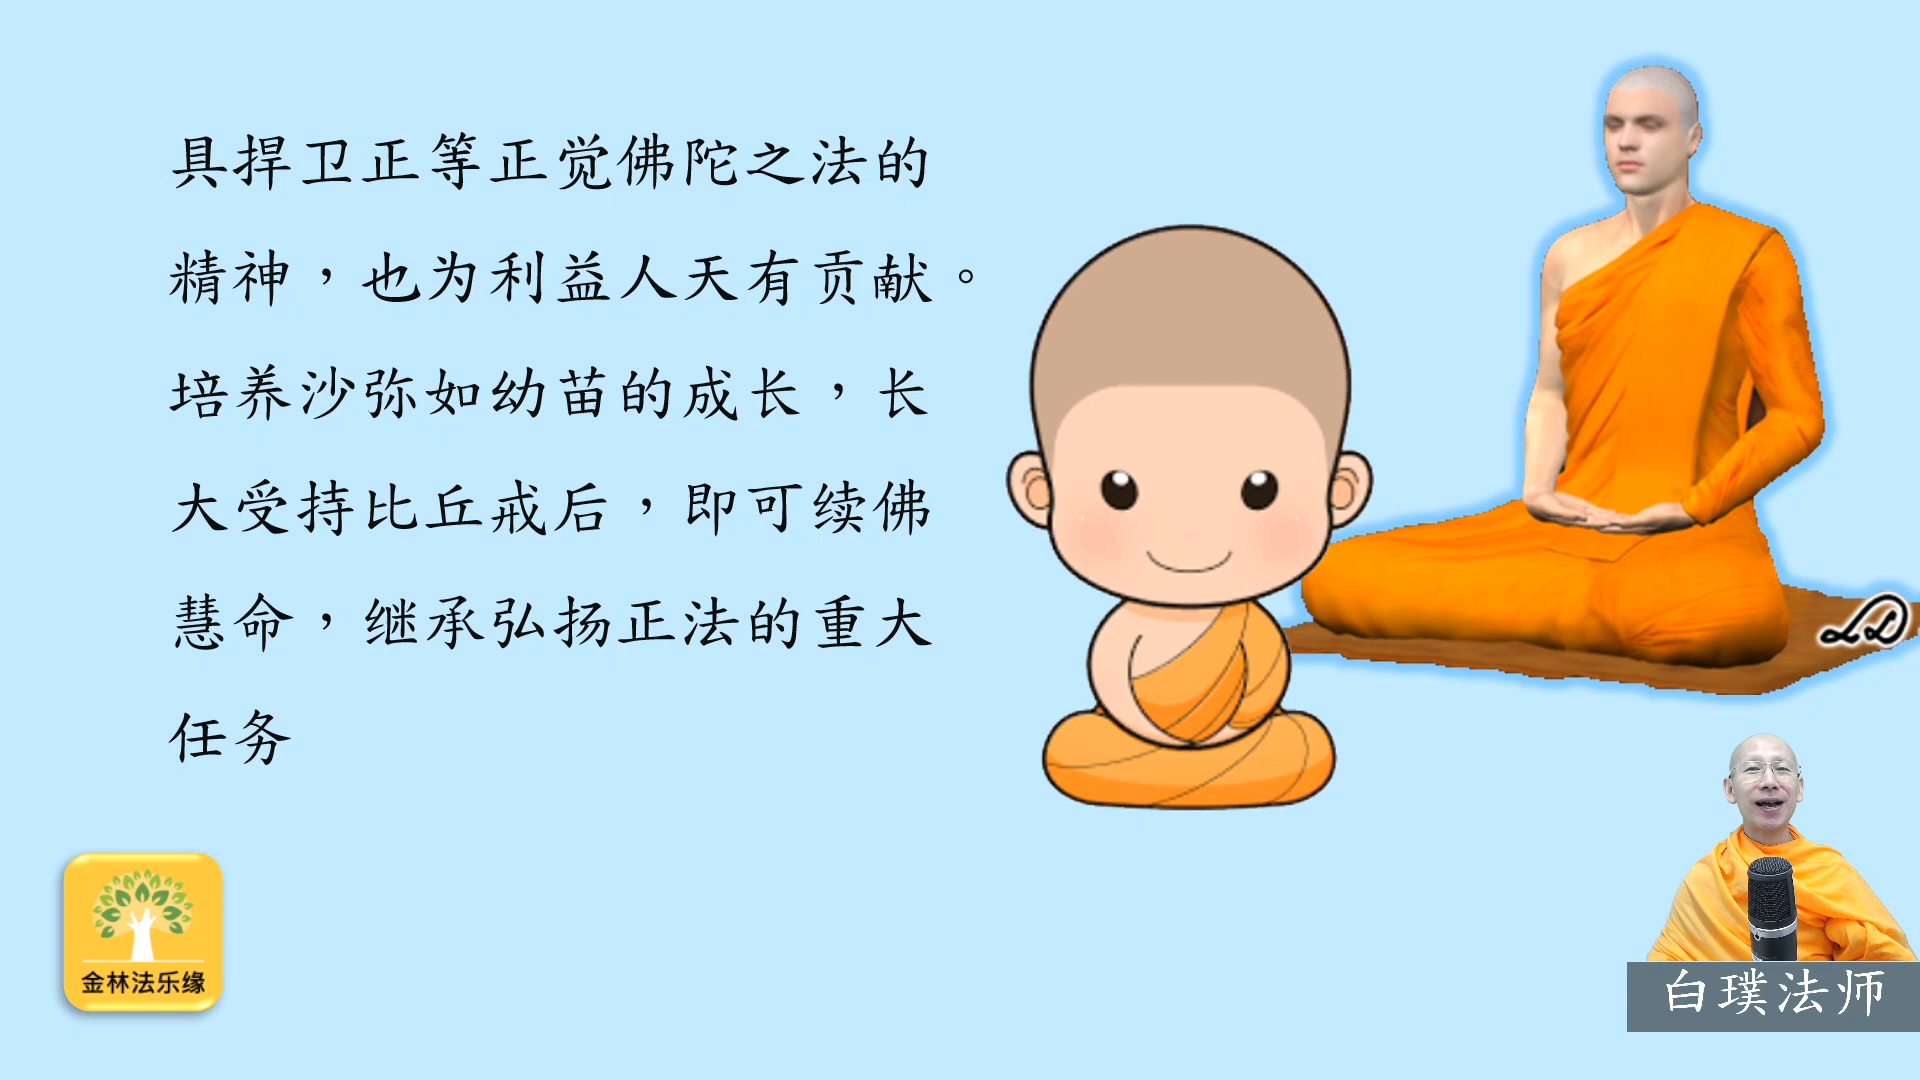 具捍卫正等正觉佛陀之法的
精神，也为利益人天有贡献。
培养沙弥如幼苗的成长，长
大受持比丘戒后，即可续佛
慧命，继承弘扬正法的重大
任务
金林法乐缘
白璞法师